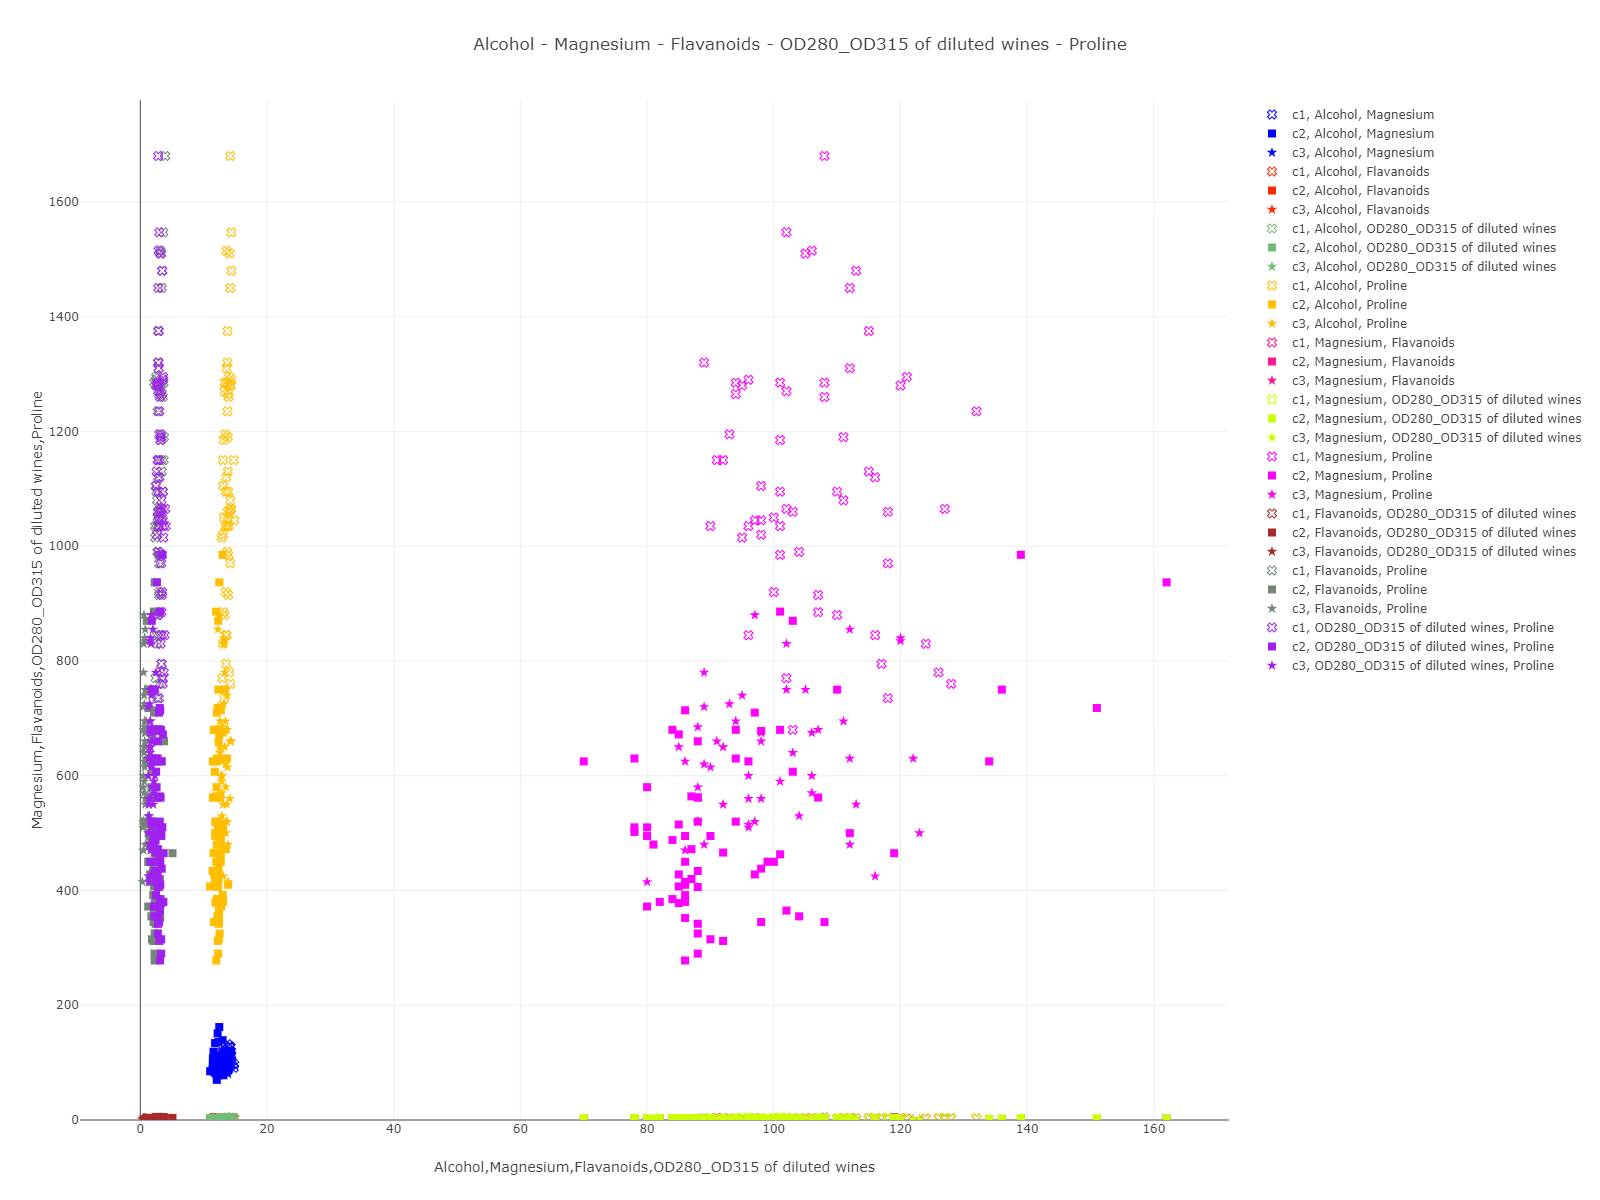 Alcohol - Magnesium - Flavanoids - OD280_OD315 of diluted wines - Proline
Magnesium,Flavanoids,OD280_OD315 of diluted wines,Proline
1600
1400
1200
1000
800
600
400
200
0
0
20
40
60
80
100
120
140
160
Alcohol,Magnesium,Flavanoids,OD280_OD315 of diluted wines
c1, Alcohol, Magnesium
c2, Alcohol, Magnesium
c3, Alcohol, Magnesium
c1, Alcohol, Flavanoids
c2, Alcohol, Flavanoids
c3, Alcohol, Flavanoids
c1, Alcohol, OD280_OD315 of diluted wines
c2, Alcohol, OD280_OD315 of diluted wines
c3, Alcohol, OD280_OD315 of diluted wines
c1, Alcohol, Proline
c2, Alcohol, Proline
c3, Alcohol, Proline
c1, Magnesium, Flavanoids
c2, Magnesium, Flavanoids
c3, Magnesium, Flavanoids
c1, Magnesium, OD280_OD315 of diluted wines
c2, Magnesium, OD280_OD315 of diluted wines
c3, Magnesium, OD280_OD315 of diluted wines
c1, Magnesium, Proline
c2, Magnesium, Proline
c3, Magnesium, Proline
c1, Flavanoids, OD280_OD315 of diluted wines
c2, Flavanoids, OD280_OD315 of diluted wines
c3, Flavanoids, OD280_OD315 of diluted wines
c1, Flavanoids, Proline
c2, Flavanoids, Proline
c3, Flavanoids, Proline
c1, OD280_OD315 of diluted wines, Proline
c2, OD280_OD315 of diluted wines, Proline
c3, OD280_OD315 of diluted wines, Proline